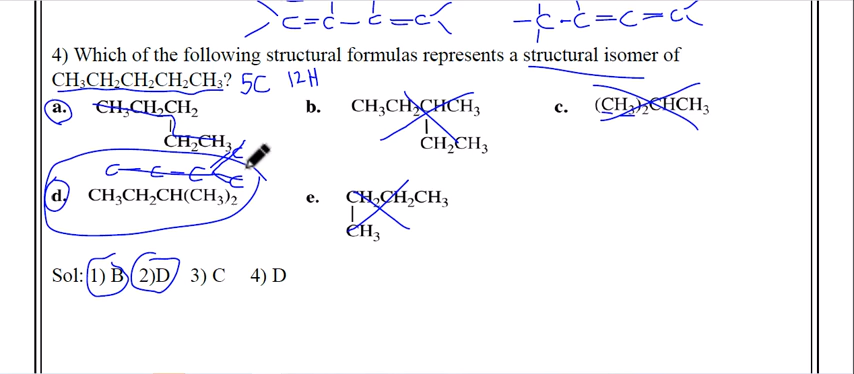 C=C-C=C
-C-C=C=C
4) Which of the following structural formulas represents a structural isomer of
CH₃CH₂CH₂CH₂CH₃? 5C 12H
a. CH₃CH₂CH₂ b. CH₃CH₂CHCH₃ c. (CH₃)₂CHCH₃
CH₂CH₃ CH₂CH₃
C-C-C C
C
d. CH₃CH₂CH(CH₃)₂ e. CH₂CH₂CH₃
CH₃
Sol: 1) B 2)D 3) C 4) D